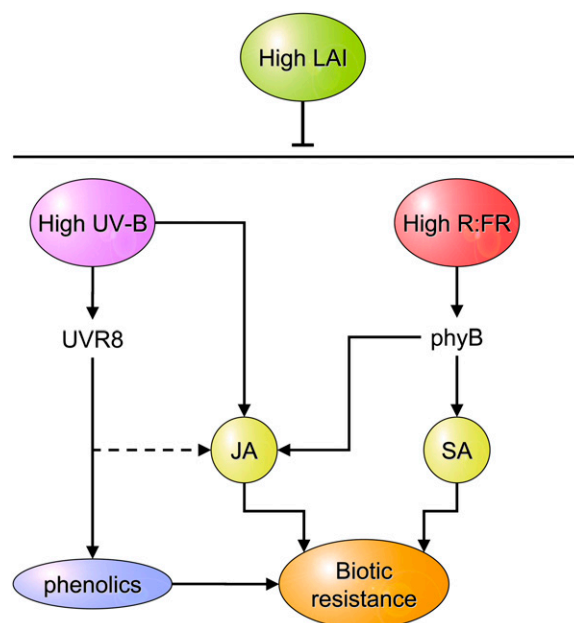 High LAI
High UV-B
High R:FR
UVR8
phyB
JA
SA
phenolics
Biotic
resistance